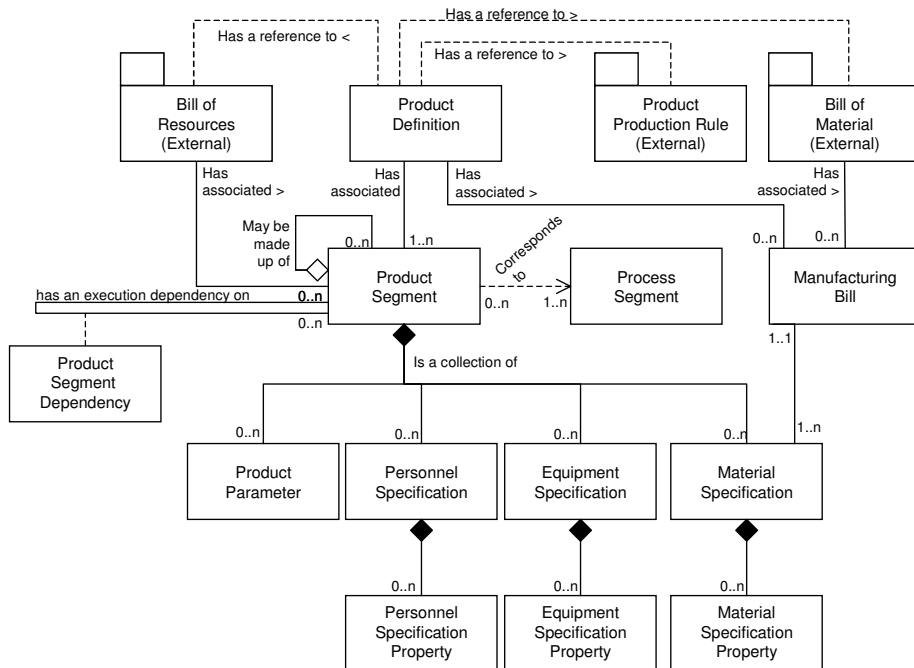 Has a reference to >
Has a reference to <
Has a reference to >
Bill of
Resources
(External)
Product
Definition
Product
Production Rule
(External)
Bill of
Material
(External)
Has
associated >
Has
associated
Has
associated >
Has
associated >
May be
made
up of
0..n
1..n
0..n
0..n
Corresponds
to
Product
Segment
0..n
1..n
Process
Segment
Manufacturing
Bill
has an execution dependency on
0..n
0..n
1..1
Product
Segment
Dependency
Is a collection of
0..n
0..n
0..n
0..n
1..n
Product
Parameter
Personnel
Specification
Equipment
Specification
Material
Specification
0..n
0..n
0..n
Personnel
Specification
Property
Equipment
Specification
Property
Material
Specification
Property